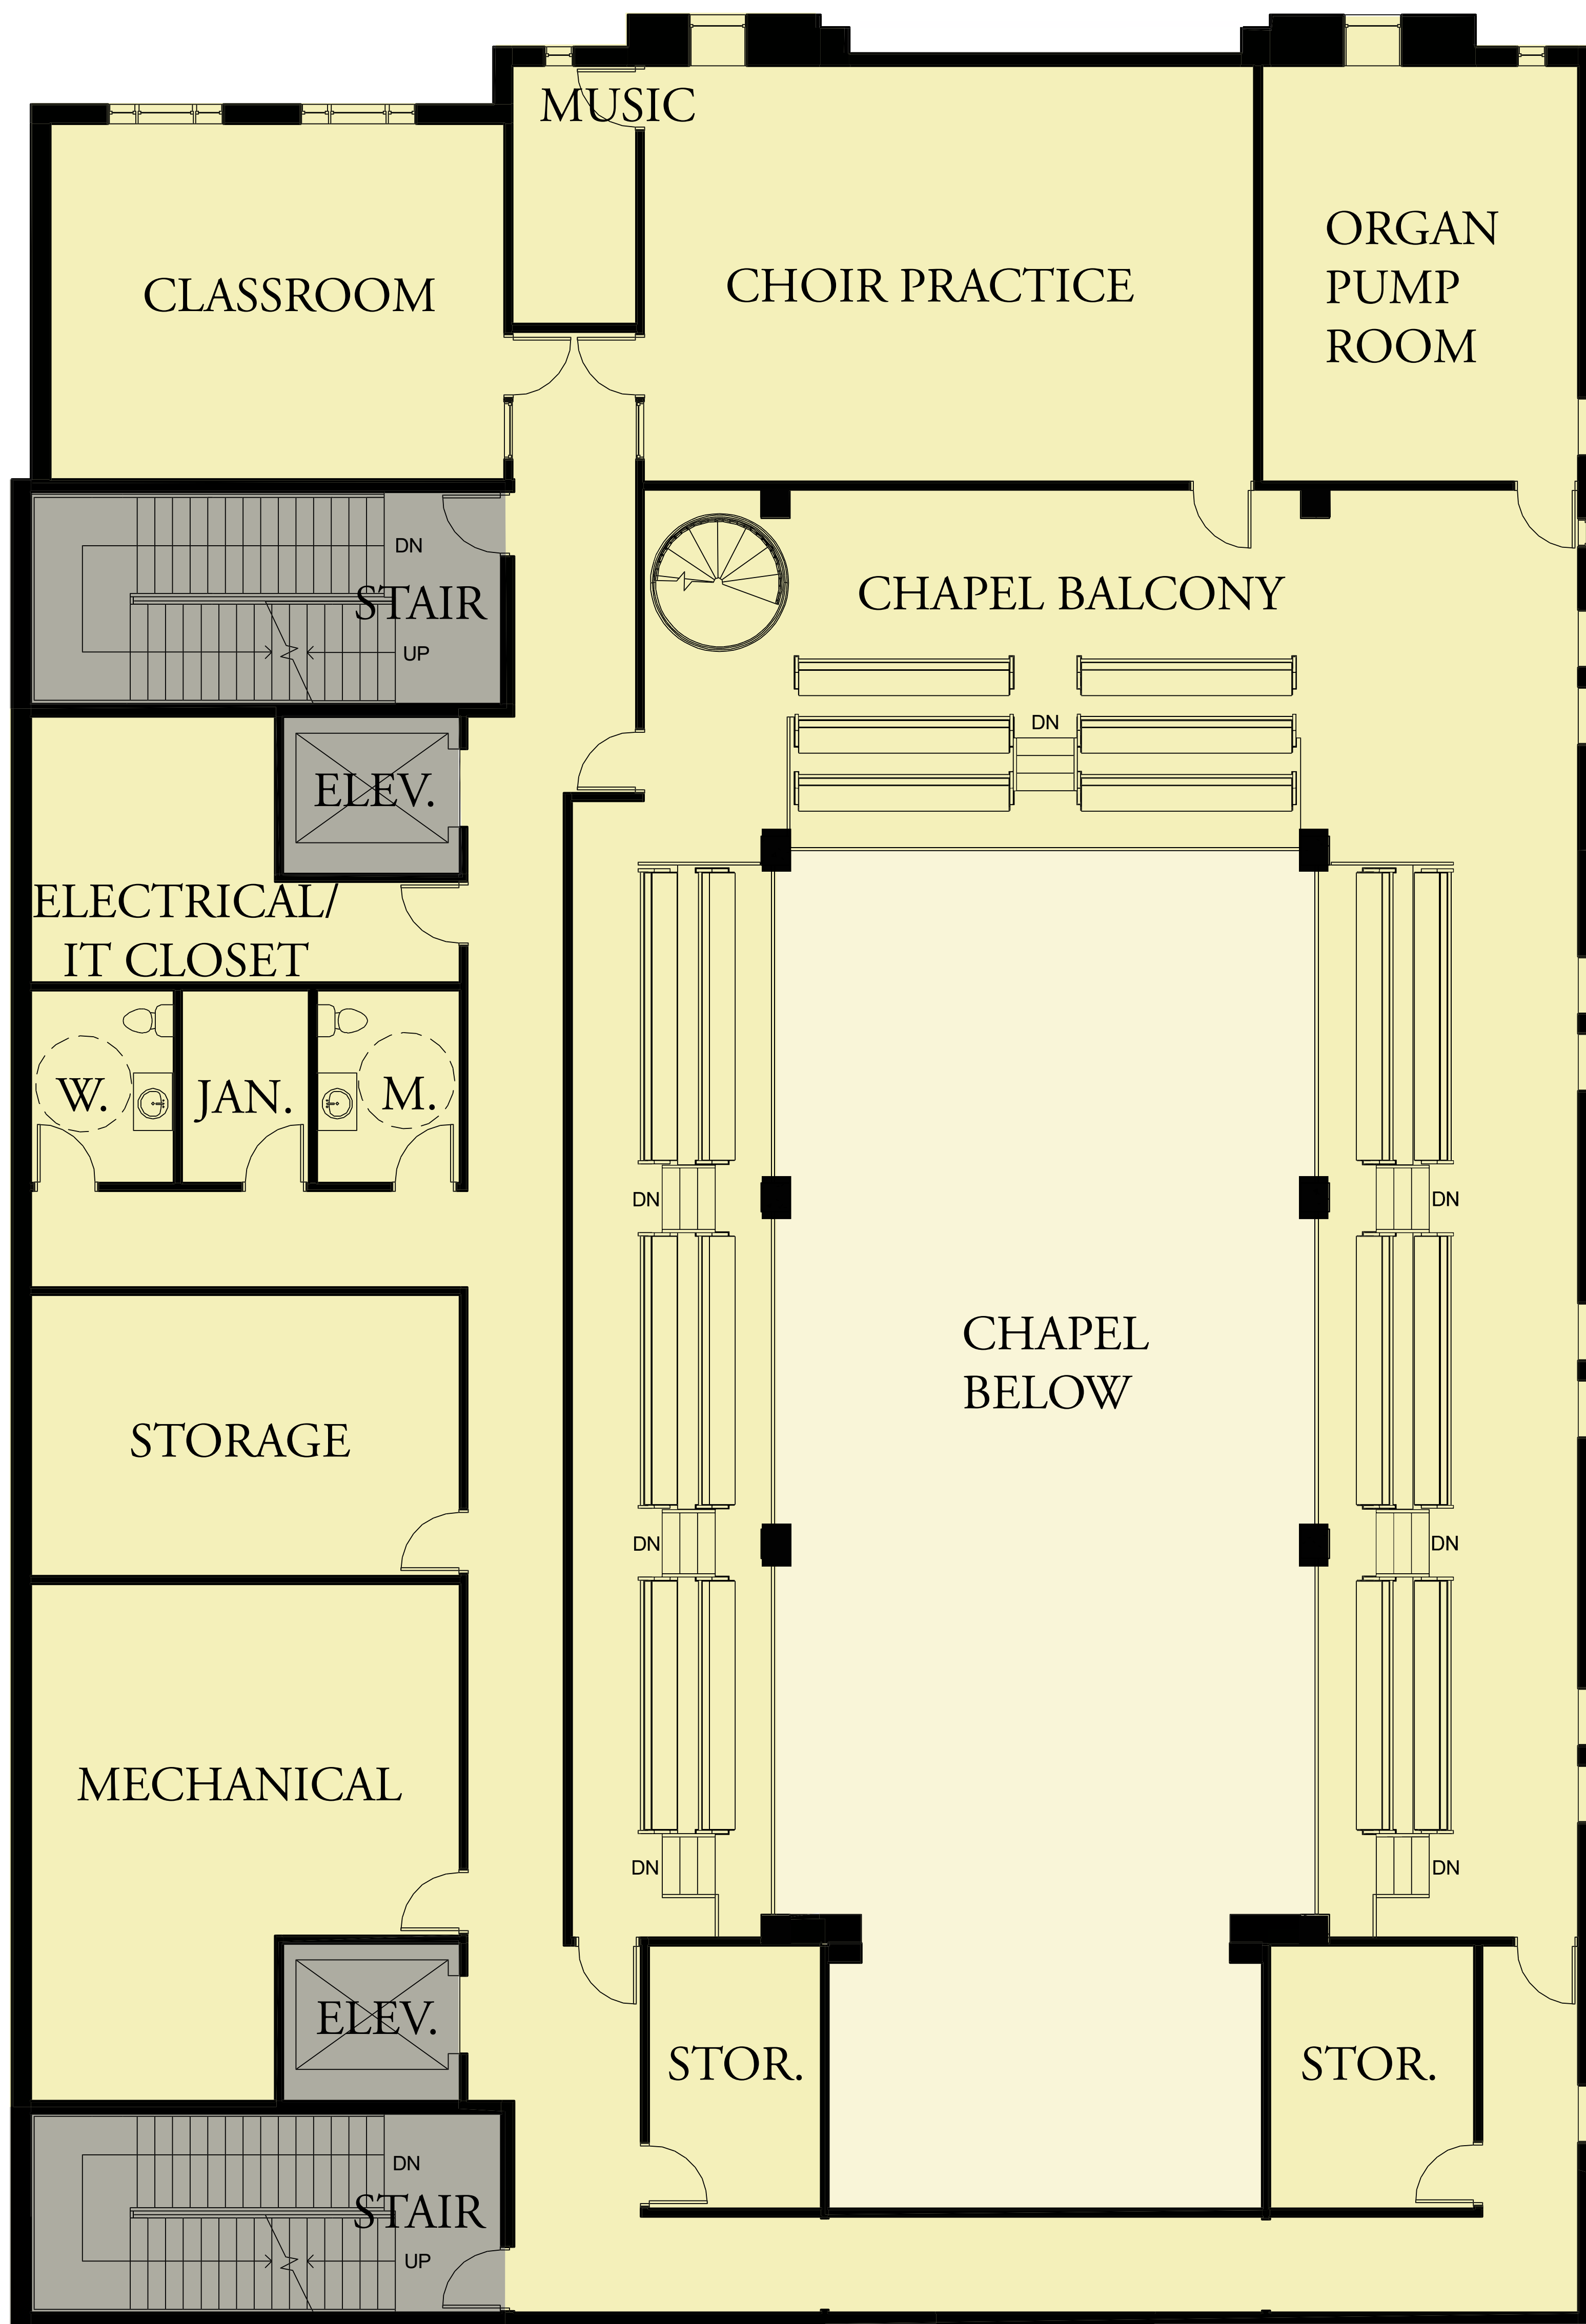 MUSIC
ORGAN
PUMP
ROOM
CLASSROOM
CHOIR PRACTICE
DN
STAIR
UP
CHAPEL BALCONY
DN
ELEV.
ELECTRICAL/
IT CLOSET
W.
JAN.
M.
DN
DN
CHAPEL
BELOW
STORAGE
DN
DN
MECHANICAL
DN
DN
ELEV.
STOR.
STOR.
DN
STAIR
UP